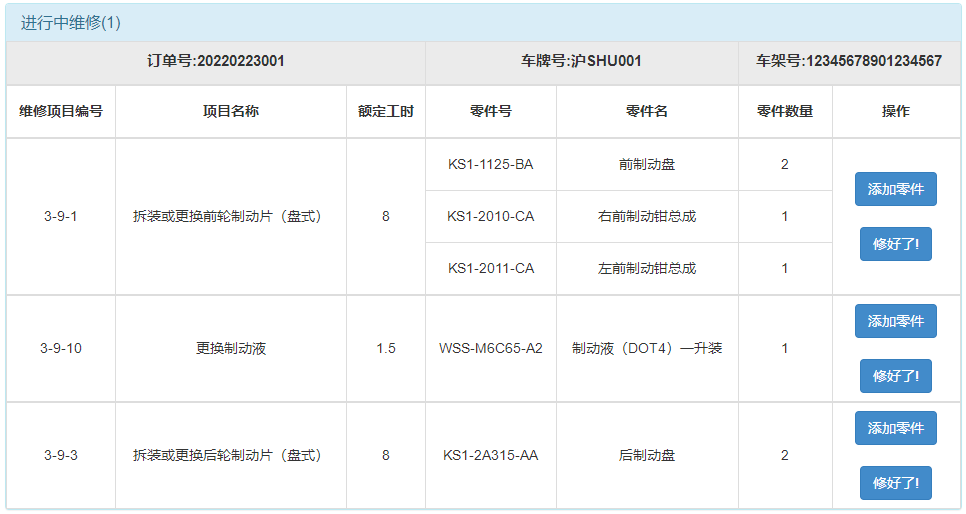 进行中维修(1)
订单号:20220223001 车牌号:沪SHU001 车架号:12345678901234567
维修项目编号 项目名称 额定工时 零件号 零件名 零件数量 操作
3-9-1 拆装或更换前轮制动片（盘式） 8 KS1-1125-BA 前制动盘 2 添加零件
KS1-2010-CA 右前制动钳总成 1
修好了!
KS1-2011-CA 左前制动钳总成 1
3-9-10 更换制动液 1.5 WSS-M6C65-A2 制动液（DOT4）一升装 1 添加零件
修好了!
3-9-3 拆装或更换后轮制动片（盘式） 8 KS1-2A315-AA 后制动盘 2 添加零件
修好了!